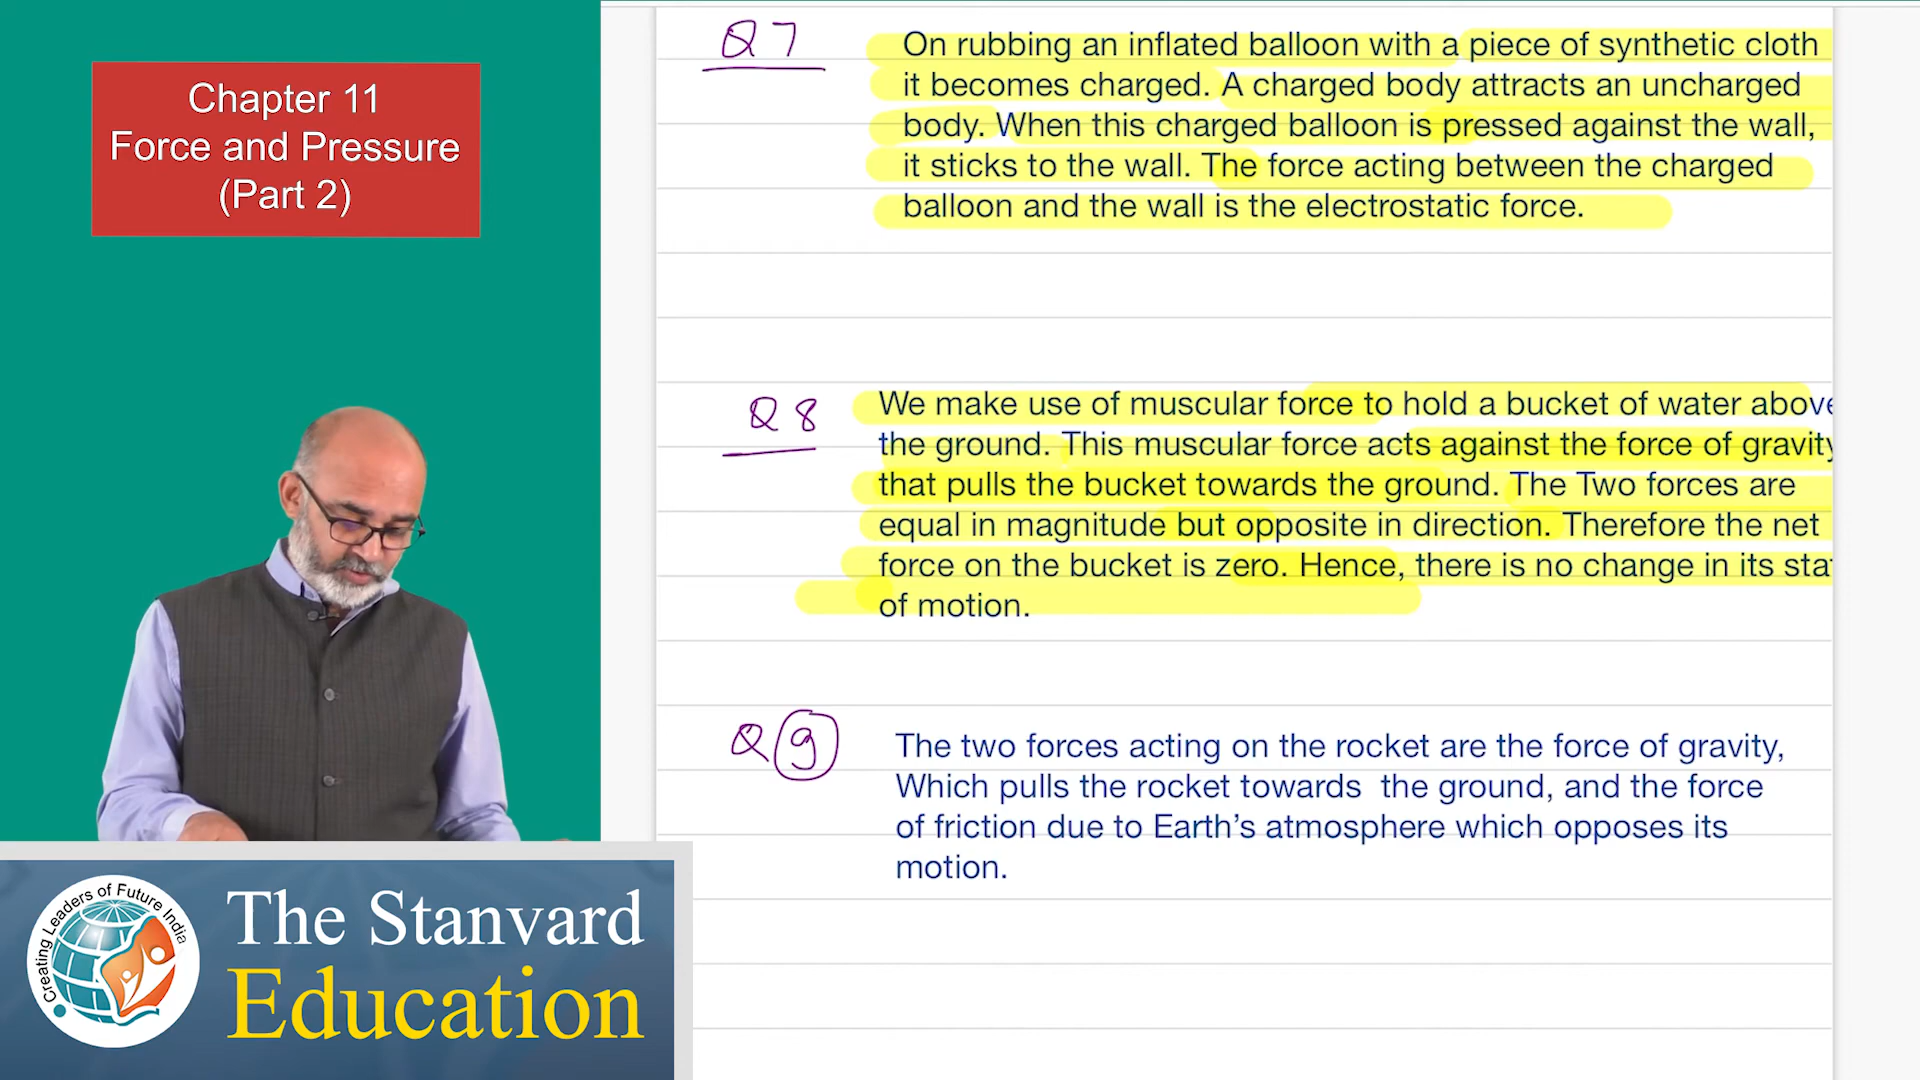 Chapter 11
Force and Pressure
(Part 2)
Q 7
On rubbing an inflated balloon with a piece of synthetic cloth
it becomes charged. A charged body attracts an uncharged
body. When this charged balloon is pressed against the wall,
it sticks to the wall. The force acting between the charged
balloon and the wall is the electrostatic force.
Q 8
We make use of muscular force to hold a bucket of water above
the ground. This muscular force acts against the force of gravity
that pulls the bucket towards the ground. The Two forces are
equal in magnitude but opposite in direction. Therefore the net
force on the bucket is zero. Hence, there is no change in its sta
of motion.
Q 9
The two forces acting on the rocket are the force of gravity,
Which pulls the rocket towards the ground, and the force
of friction due to Earth's atmosphere which opposes its
motion.
Creating Leaders of Future India
The Stanvard
Education